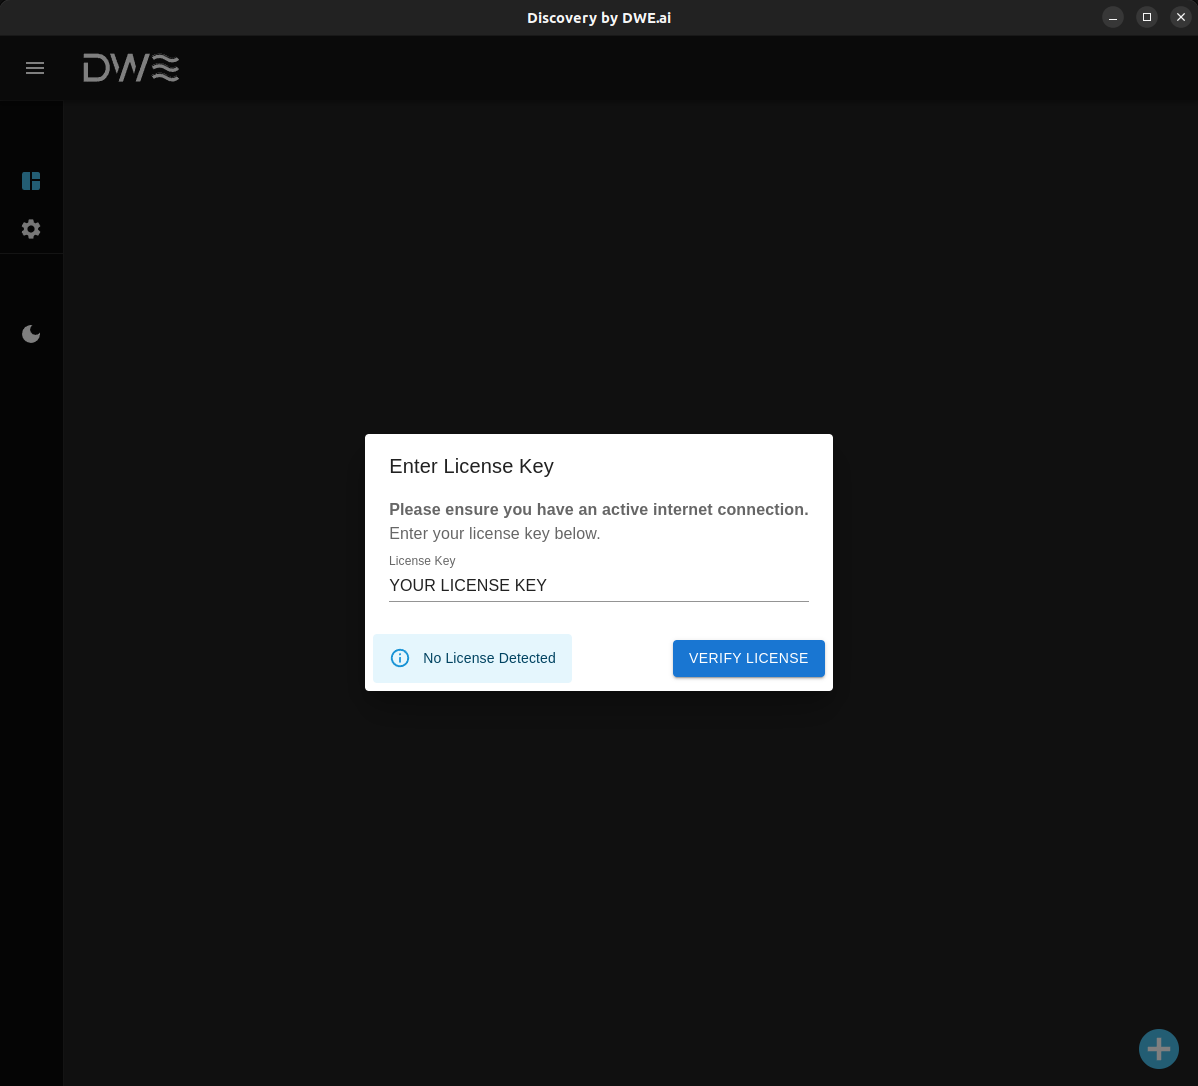 Discovery by DWE.ai
DWE
Enter License Key
Please ensure you have an active internet connection.
Enter your license key below.
License Key
YOUR LICENSE KEY
No License Detected
VERIFY LICENSE